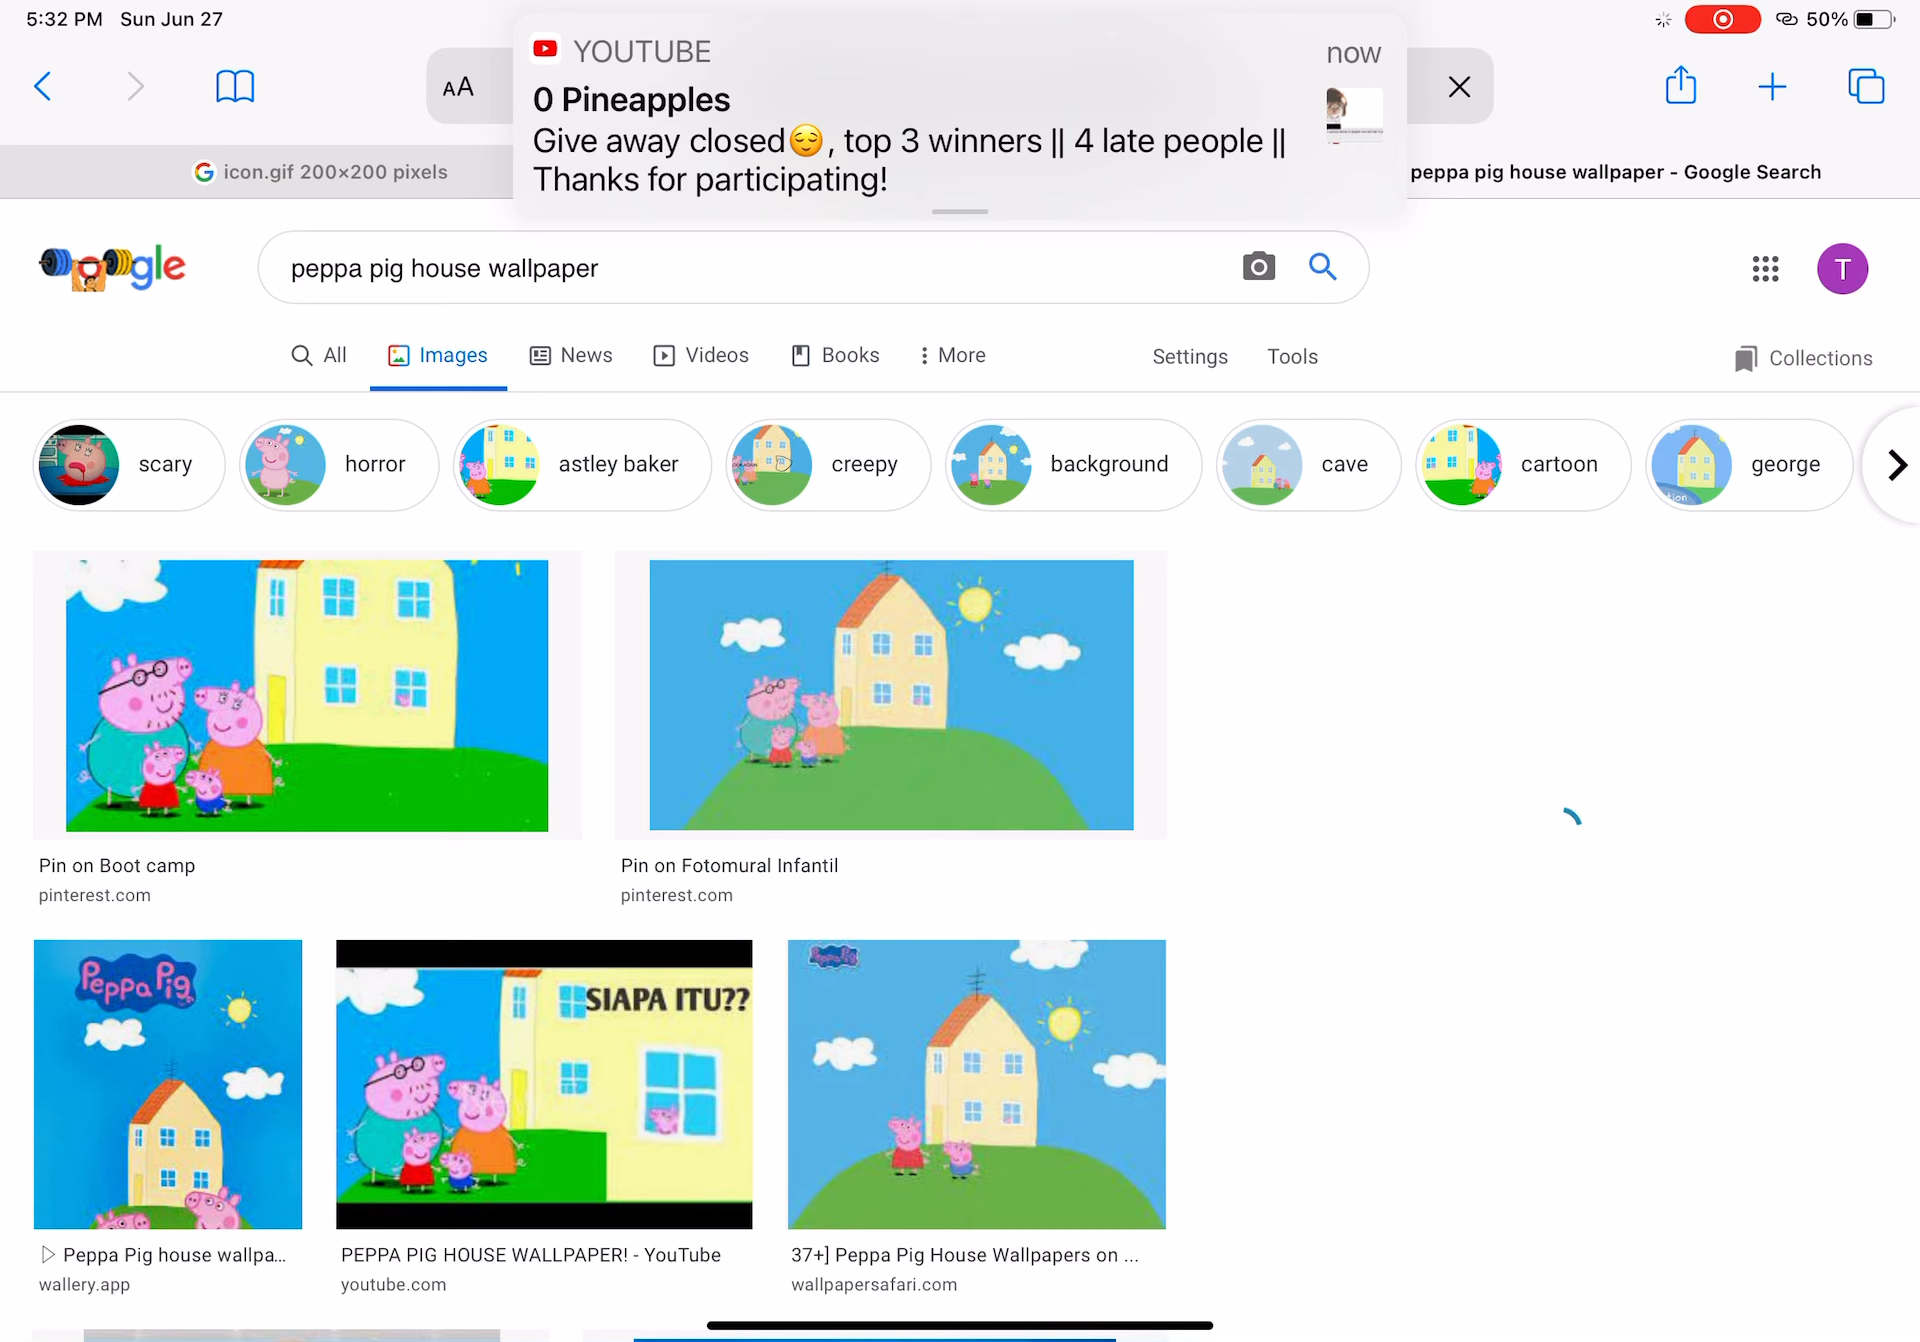 5:32 PM Sun Jun 27
50%
YOUTUBE
now
0 Pineapples
Give away closed😌, top 3 winners || 4 late people ||
Thanks for participating!
AA
icon.gif 200×200 pixels
peppa pig house wallpaper - Google Search
Google
peppa pig house wallpaper
T
All Images News Videos Books More Settings Tools Collections
scary horror astley baker creepy background cave cartoon george
Pin on Boot camp
pinterest.com
Pin on Fotomural Infantil
pinterest.com
Peppa Pig
SIAPA ITU??
Peppa Pig
Peppa Pig house wallpa...
wallery.app
PEPPA PIG HOUSE WALLPAPER! - YouTube
youtube.com
37+] Peppa Pig House Wallpapers on ...
wallpapersafari.com